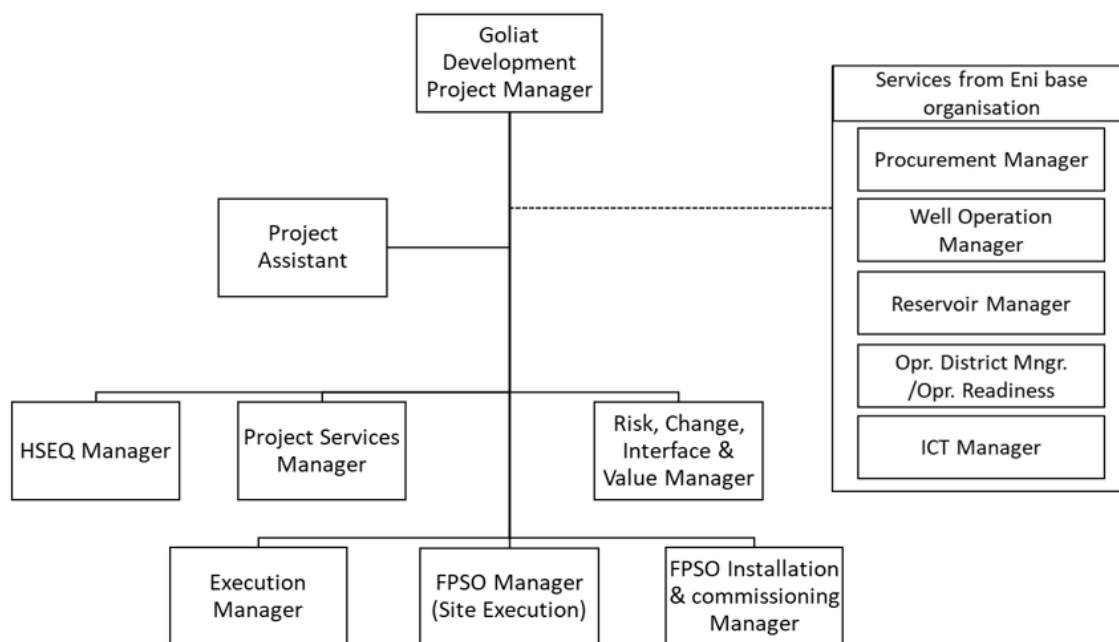 Goliat
Development
Project Manager
Services from Eni base
organisation
Procurement Manager
Well Operation
Manager
Reservoir Manager
Opr. District Mngr.
/Opr. Readiness
ICT Manager
Project
Assistant
HSEQ Manager
Project Services
Manager
Risk, Change,
Interface &
Value Manager
Execution
Manager
FPSO Manager
(Site Execution)
FPSO Installation
& commissioning
Manager